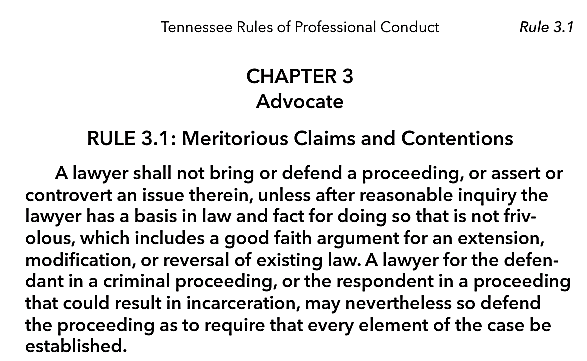 Tennessee Rules of Professional Conduct Rule 3.1
CHAPTER 3
Advocate
RULE 3.1: Meritorious Claims and Contentions
A lawyer shall not bring or defend a proceeding, or assert or
controvert an issue therein, unless after reasonable inquiry the
lawyer has a basis in law and fact for doing so that is not friv-
olous, which includes a good faith argument for an extension,
modification, or reversal of existing law. A lawyer for the defen-
dant in a criminal proceeding, or the respondent in a proceeding
that could result in incarceration, may nevertheless so defend
the proceeding as to require that every element of the case be
established.